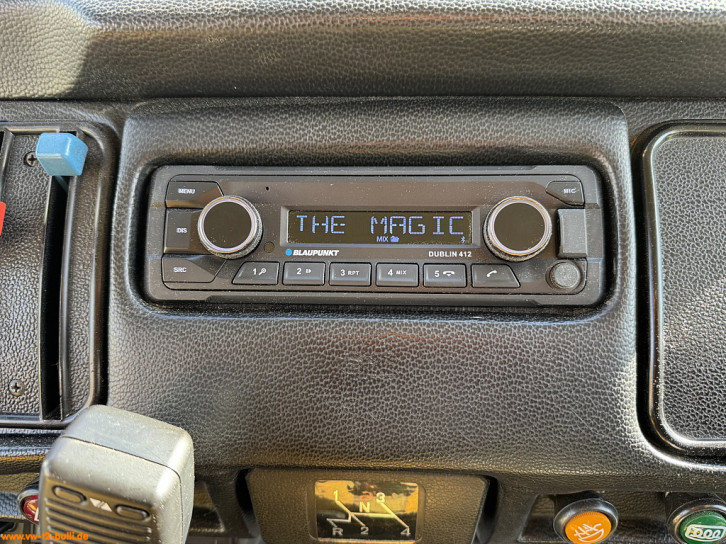 MENU
MIC
DIS
SRC
THE MAGIC
MIX
BLAUPUNKT
DUBLIN 412
1
2
3 RPT
4 MIX
5
1 3
N
R 2 4
www.vw-t2-bulli.de